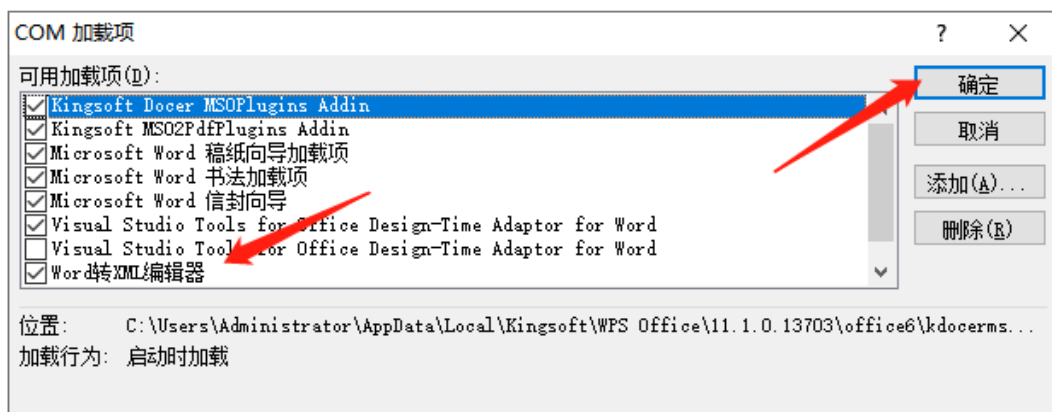 COM 加载项
可用加载项(D):
Kingsoft Docer MSOPlugins Addin
Kingsoft MSO2PdfPlugins Addin
Microsoft Word 稿纸向导加载项
Microsoft Word 书法加载项
Microsoft Word 信封向导
Visual Studio Tools for Office Design-Time Adaptor for Word
Visual Studio Tools for Office Design-Time Adaptor for Word
Word转XML编辑器
确定
取消
添加(A)...
删除(R)
位置: C:\Users\Administrator\AppData\Local\Kingsoft\WPS Office\11.1.0.13703\office6\kdocerms...
加载行为: 启动时加载